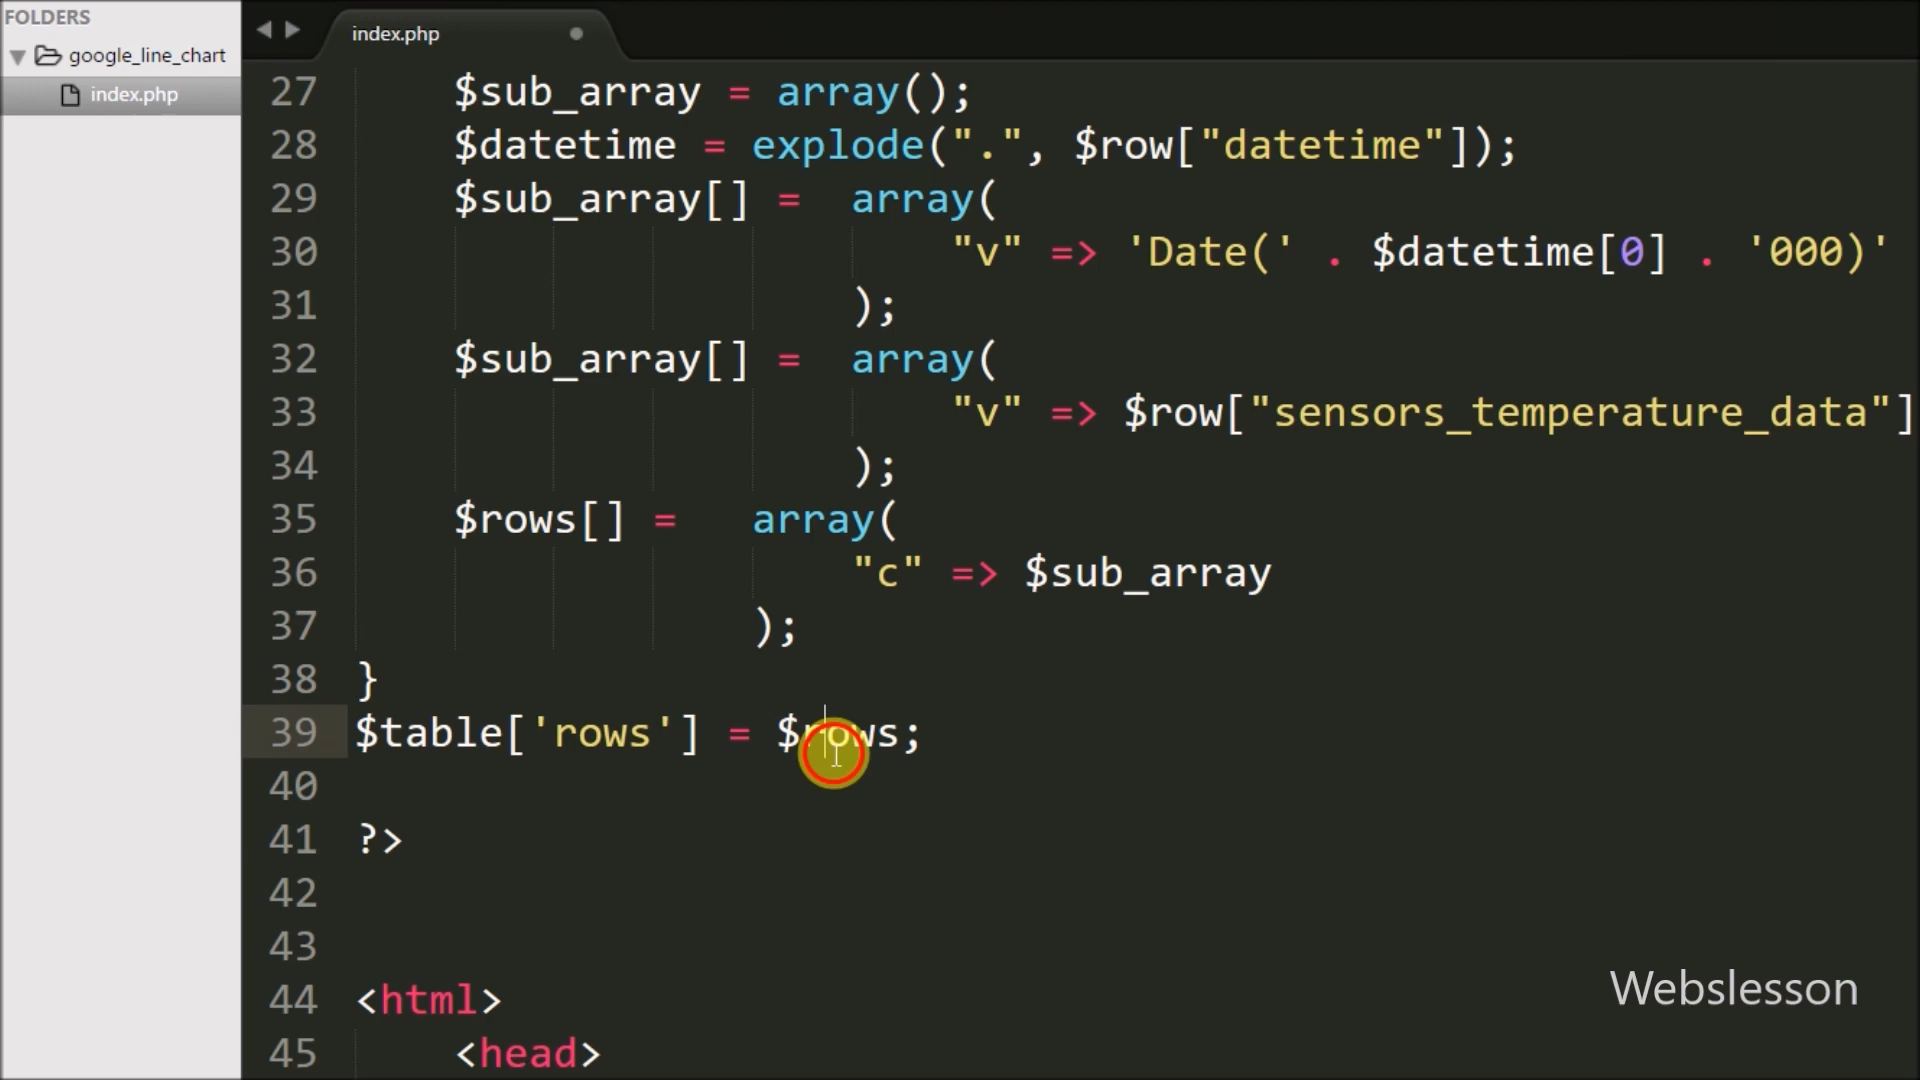 FOLDERS
google_line_chart
index.php
index.php
27 $sub_array = array();
28 $datetime = explode(".", $row["datetime"]);
29 $sub_array[] = array(
30 "v" => 'Date(' . $datetime[0] . '000)'
31 );
32 $sub_array[] = array(
33 "v" => $row["sensors_temperature_data"]
34 );
35 $rows[] = array(
36 "c" => $sub_array
37 );
38 }
39 $table['rows'] = $rows;
40
41 ?>
42
43
44 <html>
45 <head>
Webslesson